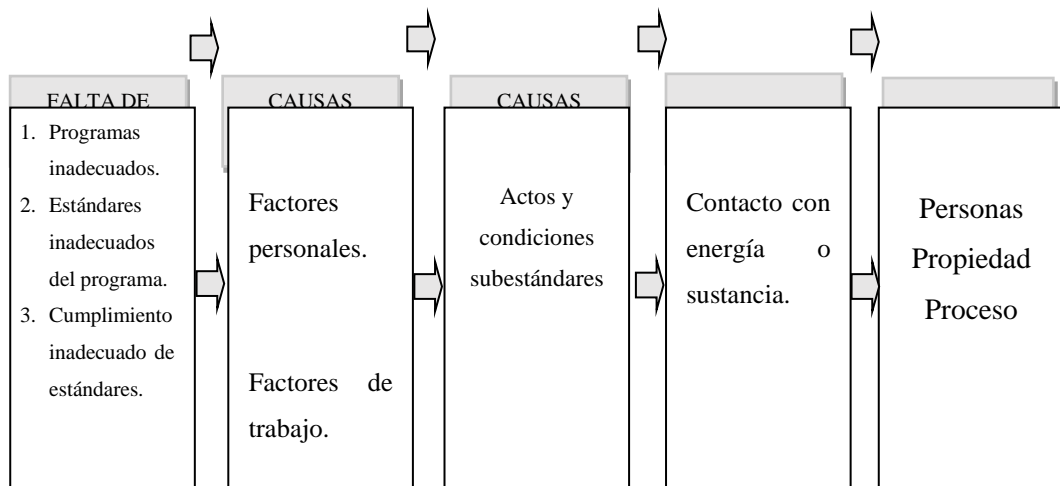 FALTA DE
1. Programas
inadecuados.
2. Estándares
inadecuados
del programa.
3. Cumplimiento
inadecuado de
estándares.
CAUSAS
Factores
personales.
Factores de
trabajo.
CAUSAS
Actos y
condiciones
subestándares
Contacto con
energía o
sustancia.
Personas
Propiedad
Proceso